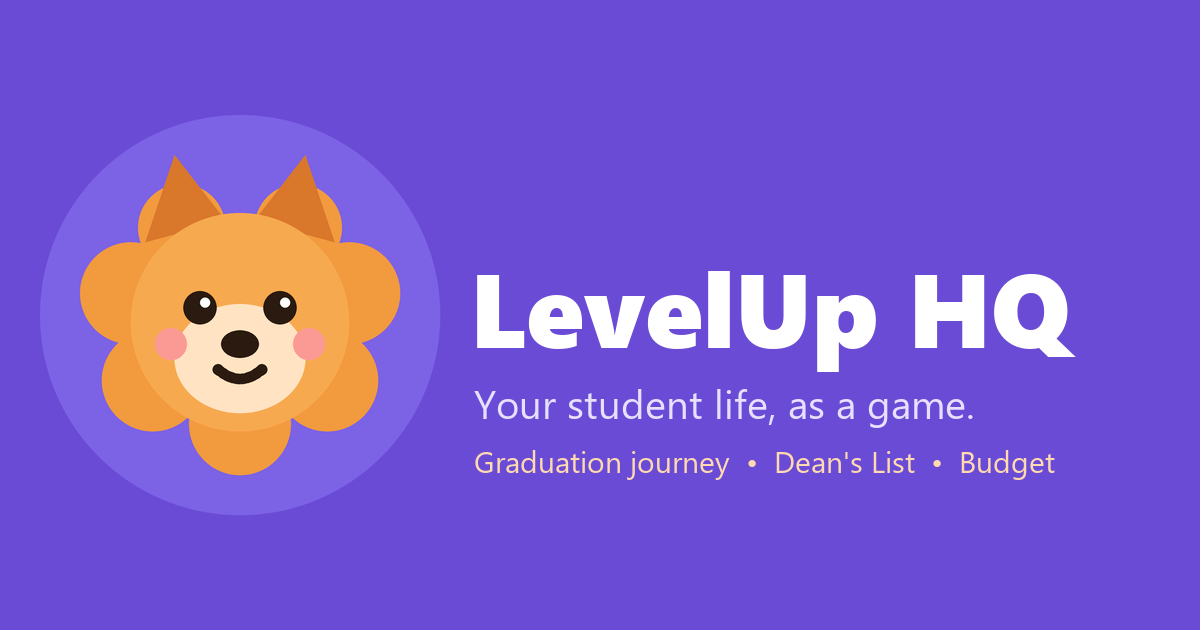 LevelUp HQ
Your student life, as a game.
Graduation journey • Dean's List • Budget